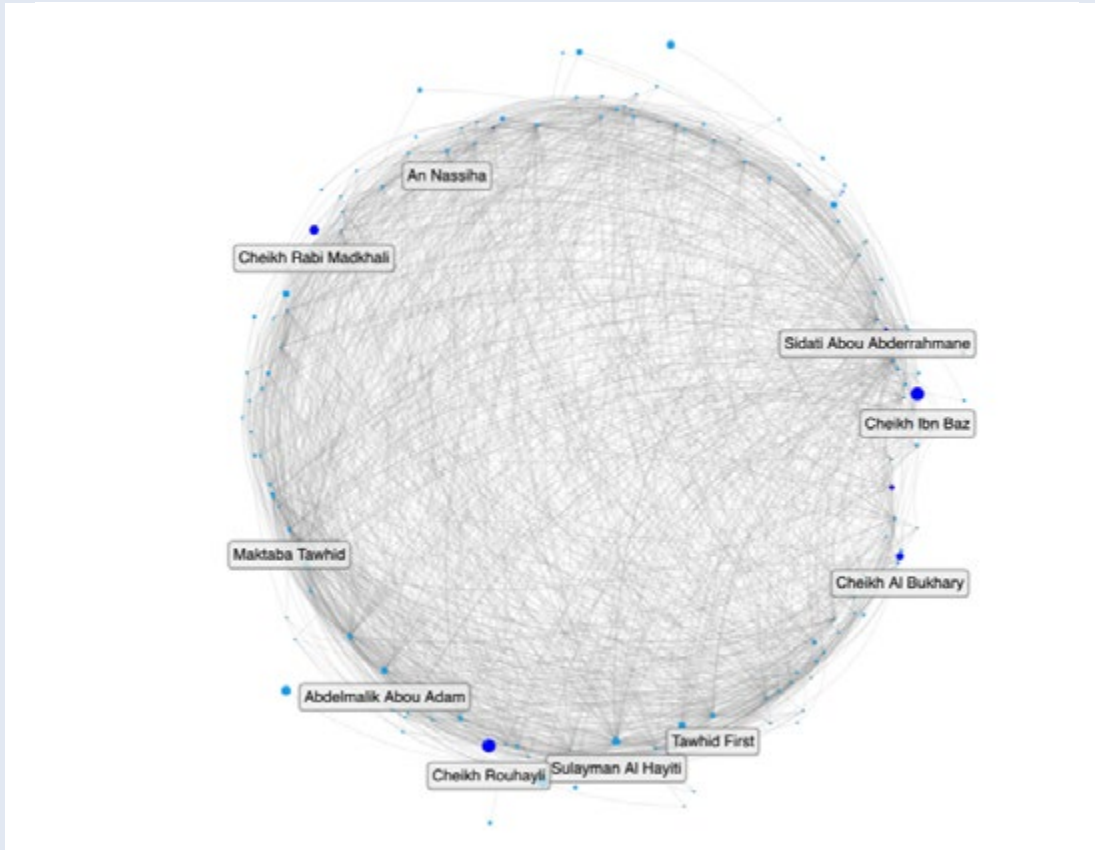 An Nassiha
Cheikh Rabi Madkhali
Sidati Abou Abderrahmane
Cheikh Ibn Baz
Maktaba Tawhid
Cheikh Al Bukhary
Abdelmalik Abou Adam
Tawhid First
Cheikh Rouhayli
Sulayman Al Hayiti